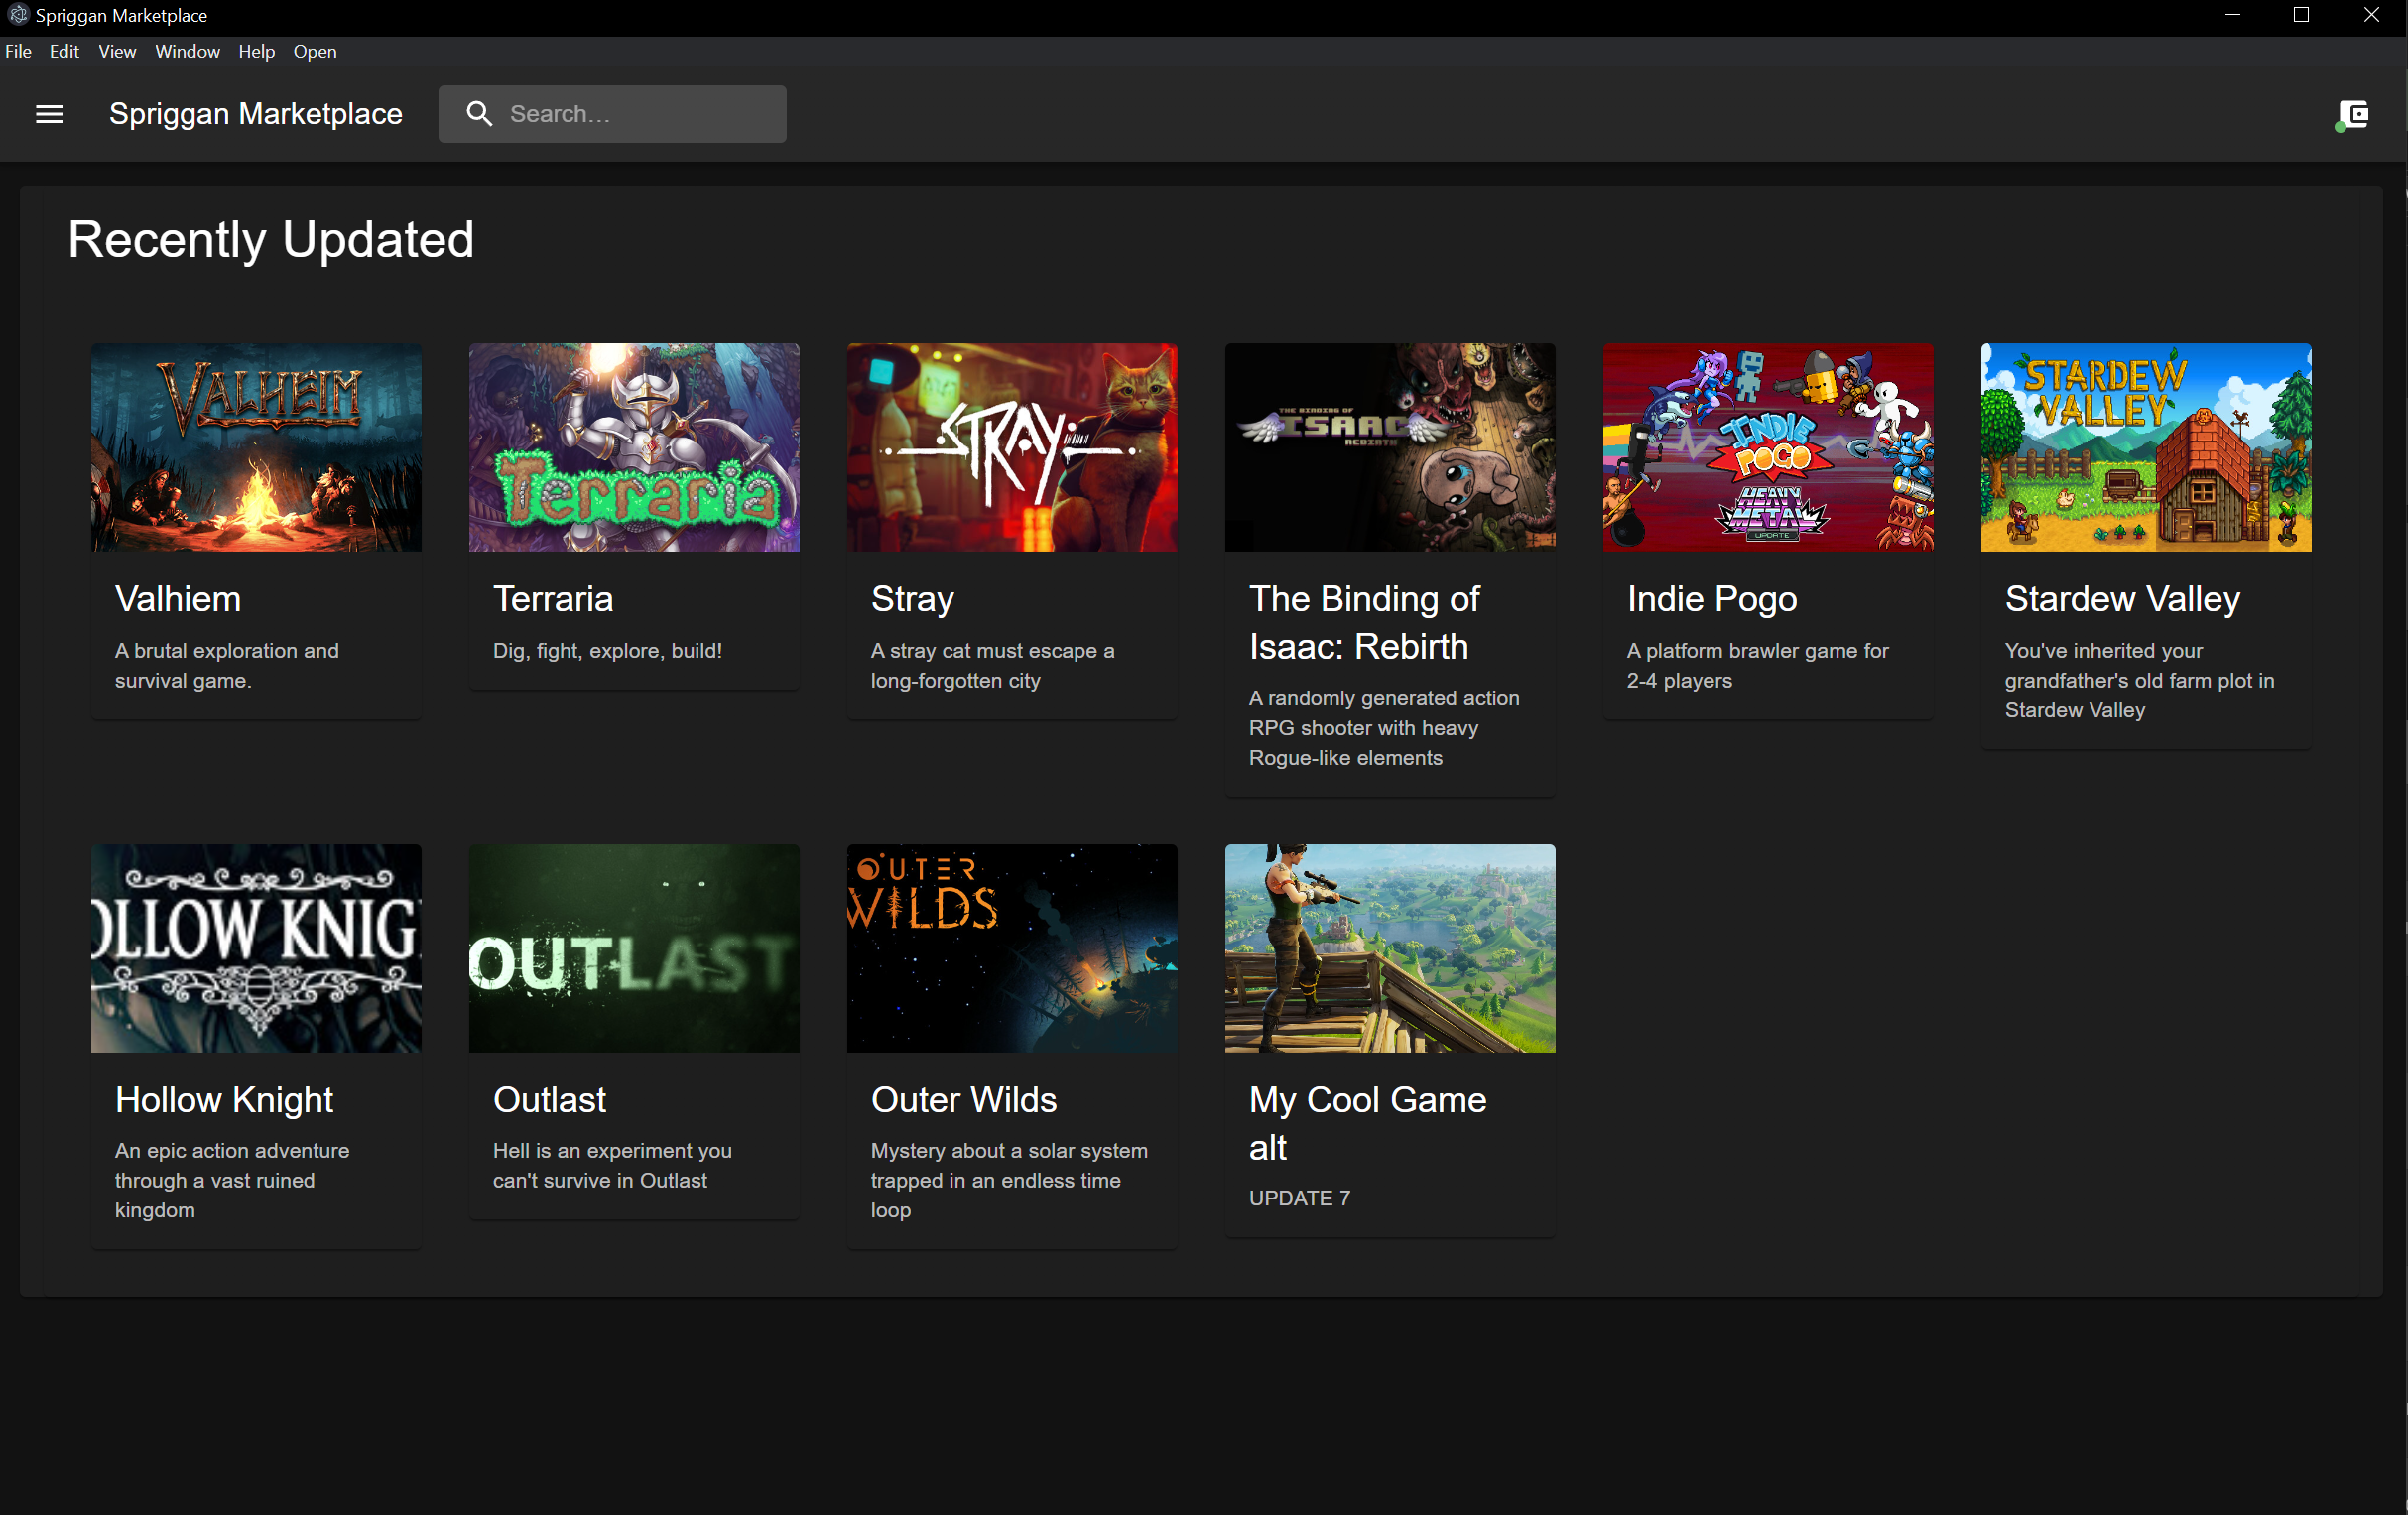 Spriggan Marketplace
File Edit View Window Help Open
Spriggan Marketplace
Search...
Recently Updated
VALHEIM
Terraria
STRAY
THE BINDING OF
ISAAC
REBIRTH
INDIE
POGO
HEAVY
METAL
UPDATE
STARDEW
VALLEY
Valhiem
A brutal exploration and
survival game.
Terraria
Dig, fight, explore, build!
Stray
A stray cat must escape a
long-forgotten city
The Binding of
Isaac: Rebirth
A randomly generated action
RPG shooter with heavy
Rogue-like elements
Indie Pogo
A platform brawler game for
2-4 players
Stardew Valley
You've inherited your
grandfather's old farm plot in
Stardew Valley
OLLOW KNIG
OUTLAST
OUTER
WILDS
Hollow Knight
An epic action adventure
through a vast ruined
kingdom
Outlast
Hell is an experiment you
can't survive in Outlast
Outer Wilds
Mystery about a solar system
trapped in an endless time
loop
My Cool Game
alt
UPDATE 7